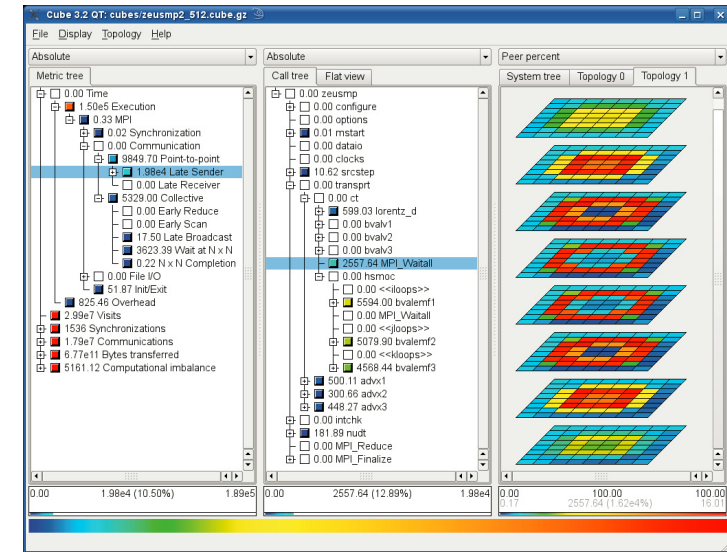 Cube 3.2 QT: cubes/zeusmp2_512.cube.gz
File Display Topology Help
Absolute
Metric tree
0.00 Time
1.50e5 Execution
0.33 MPI
0.02 Synchronization
0.00 Communication
9849.70 Point-to-point
1.98e4 Late Sender
0.00 Late Receiver
5329.00 Collective
0.00 Early Reduce
0.00 Early Scan
17.50 Late Broadcast
3623.39 Wait at N x N
0.22 N x N Completion
0.00 File I/O
51.87 Init/Exit
825.46 Overhead
2.99e7 Visits
1536 Synchronizations
1.79e7 Communications
6.77e11 Bytes transferred
5161.12 Computational imbalance
0.00 1.98e4 (10.50%) 1.89e5
Absolute
Call tree Flat view
0.00 zeusmp
0.00 configure
0.00 options
0.01 mstart
0.00 dataio
0.00 clocks
10.62 srcstep
0.00 transprt
0.00 ct
599.03 lorentz_d
0.00 bvalv1
0.00 bvalv2
0.00 bvalv3
2557.64 MPI_Waitall
0.00 hsmoc
0.00 <<iloops>>
5594.00 bvalemf1
0.00 MPI_Waitall
0.00 <<jloops>>
5079.90 bvalemf2
0.00 <<kloops>>
4568.44 bvalemf3
500.11 advx1
300.66 advx2
448.27 advx3
0.00 intchk
181.89 nudt
0.00 MPI_Reduce
0.00 MPI_Finalize
0.00 2557.64 (12.89%) 1.98e4
Peer percent
System tree Topology 0 Topology 1
0.00 100.00 100.00
0.17 2557.64 (1.62e4%) 16.01